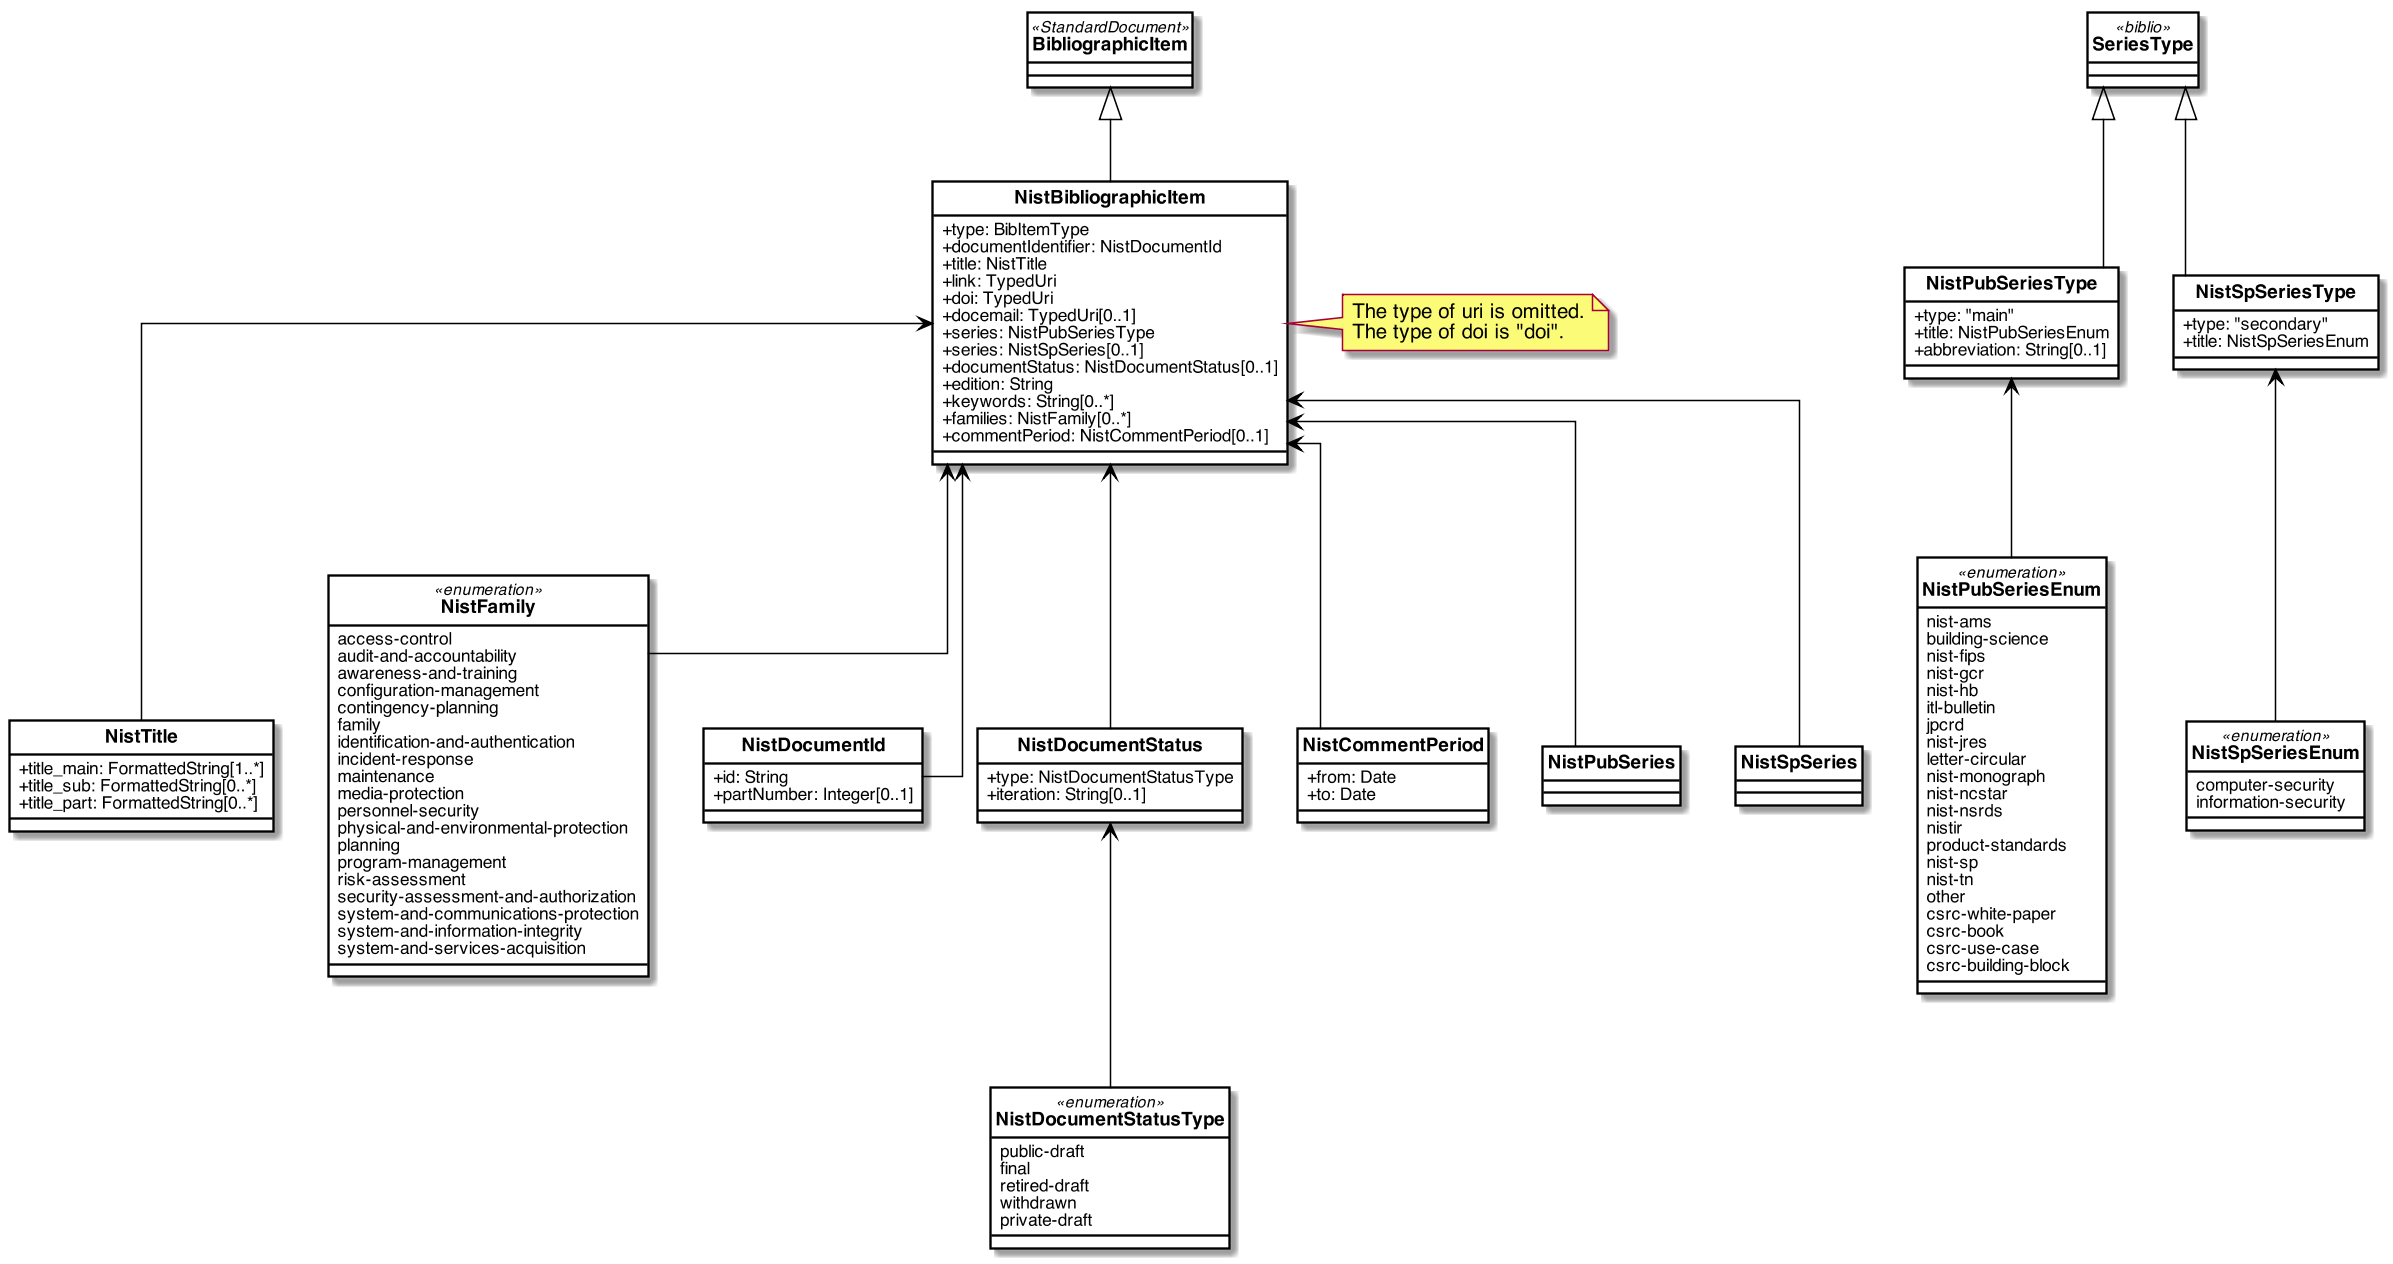 «StandardDocument»
BibliographicItem
«biblio»
SeriesType
NistBibliographicItem
+type: BibItemType
+documentIdentifier: NistDocumentId
+title: NistTitle
+link: TypedUri
+doi: TypedUri
+docemail: TypedUri[0..1]
+series: NistPubSeriesType
+series: NistSpSeries[0..1]
+documentStatus: NistDocumentStatus[0..1]
+edition: String
+keywords: String[0..*]
+families: NistFamily[0..*]
+commentPeriod: NistCommentPeriod[0..1]
The type of uri is omitted.
The type of doi is "doi".
NistPubSeriesType
+type: "main"
+title: NistPubSeriesEnum
+abbreviation: String[0..1]
NistSpSeriesType
+type: "secondary"
+title: NistSpSeriesEnum
NistTitle
+title_main: FormattedString[1..*]
+title_sub: FormattedString[0..*]
+title_part: FormattedString[0..*]
«enumeration»
NistFamily
access-control
audit-and-accountability
awareness-and-training
configuration-management
contingency-planning
family
identification-and-authentication
incident-response
maintenance
media-protection
personnel-security
physical-and-environmental-protection
planning
program-management
risk-assessment
security-assessment-and-authorization
system-and-communications-protection
system-and-information-integrity
system-and-services-acquisition
NistDocumentId
+id: String
+partNumber: Integer[0..1]
NistDocumentStatus
+type: NistDocumentStatusType
+iteration: String[0..1]
NistCommentPeriod
+from: Date
+to: Date
NistPubSeries
NistSpSeries
«enumeration»
NistPubSeriesEnum
nist-ams
building-science
nist-fips
nist-gcr
nist-hb
itl-bulletin
jpcrd
nist-jres
letter-circular
nist-monograph
nist-ncstar
nist-nsrds
nistir
product-standards
nist-sp
nist-tn
other
csrc-white-paper
csrc-book
csrc-use-case
csrc-building-block
«enumeration»
NistSpSeriesEnum
computer-security
information-security
«enumeration»
NistDocumentStatusType
public-draft
final
retired-draft
withdrawn
private-draft